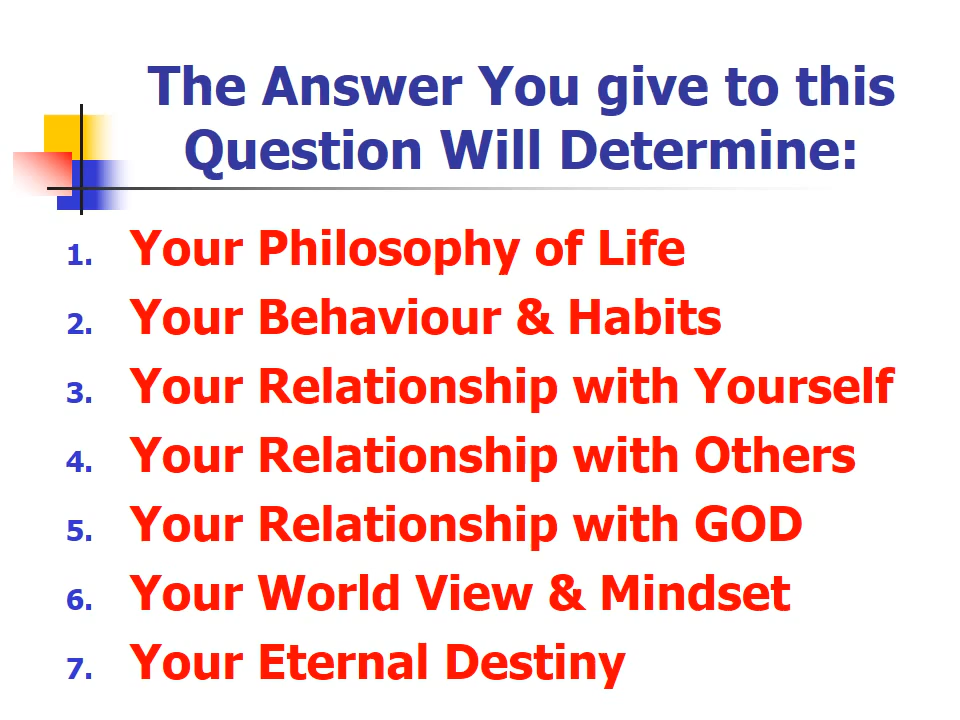 The Answer You give to this
Question Will Determine:
1. Your Philosophy of Life
2. Your Behaviour & Habits
3. Your Relationship with Yourself
4. Your Relationship with Others
5. Your Relationship with GOD
6. Your World View & Mindset
7. Your Eternal Destiny